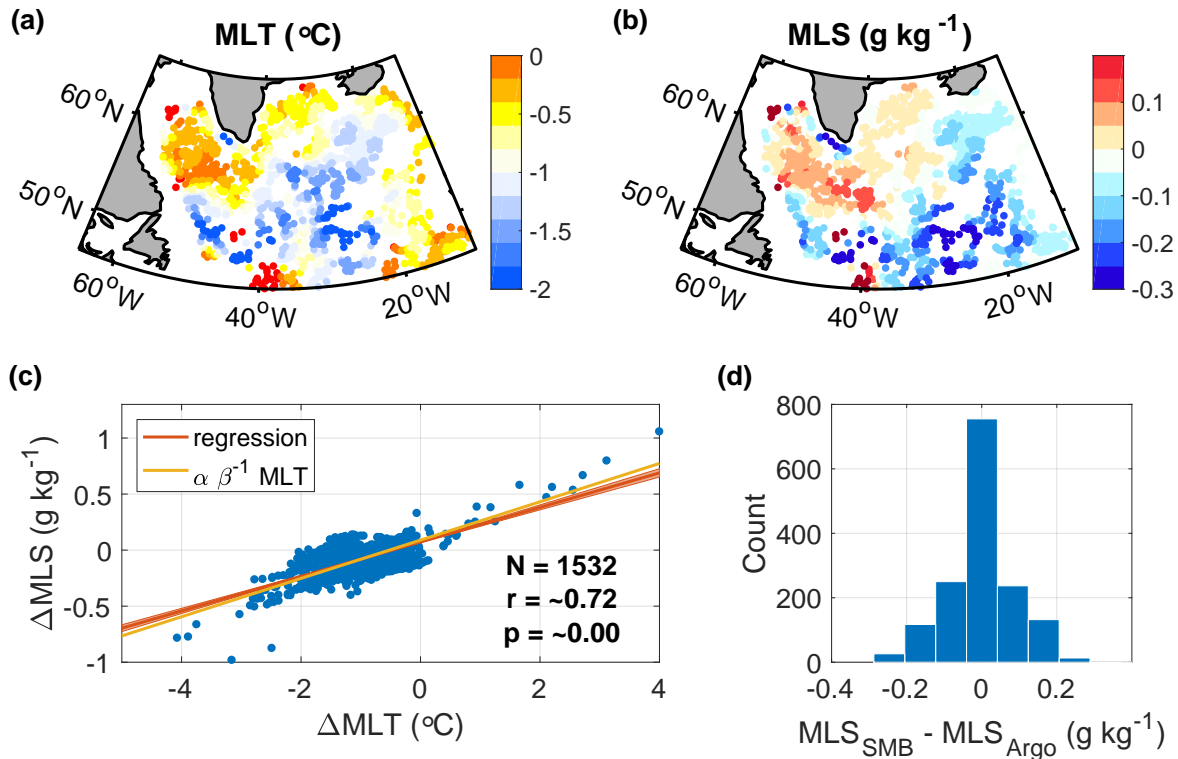 (a)
MLT (°C)
60°N
50°N
60°W
40°W
20°W
0
-0.5
-1
-1.5
-2
(b)
MLS (g kg⁻¹)
60°N
50°N
60°W
40°W
20°W
0.1
0
-0.1
-0.2
-0.3
(c)
regression
α β⁻¹ MLT
1
0.5
0
-0.5
-1
ΔMLS (g kg⁻¹)
N = 1532
r = ~0.72
p = ~0.00
-4
-2
0
2
4
ΔMLT (°C)
(d)
800
600
400
200
0
Count
-0.4
-0.2
0
0.2
MLS_SMB - MLS_Argo (g kg⁻¹)